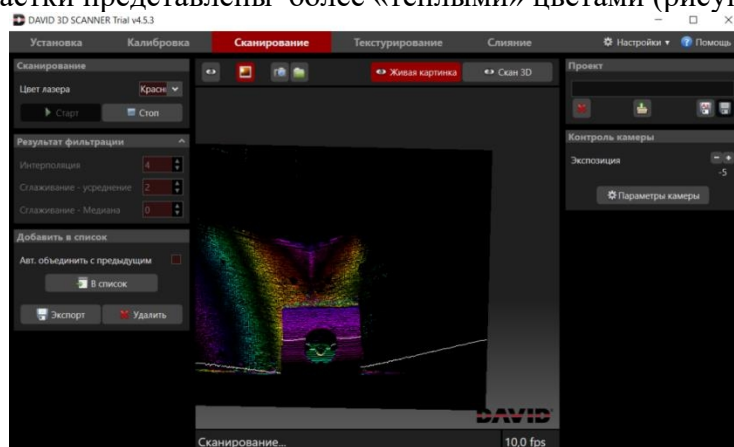 астки представлены более «теплыми» цветами (рису
DAVID 3D SCANNER Trial v4.5.3
Установка Калибровка Сканирование Текстурирование Слияние Настройки Помощь
Сканирование
Цвет лазера Красн
Старт Стоп
Результат фильтрации
Интерполяция 4
Сглаживание - усреднение 2
Сглаживание - Медиана 0
Добавить в список
Авт. объединить с предыдущим
В список
Экспорт Удалить
Живая картинка Скан 3D
DAVID
Сканирование... 10,0 fps
Проект
Контроль камеры
Экспозиция - +
-5
Параметры камеры